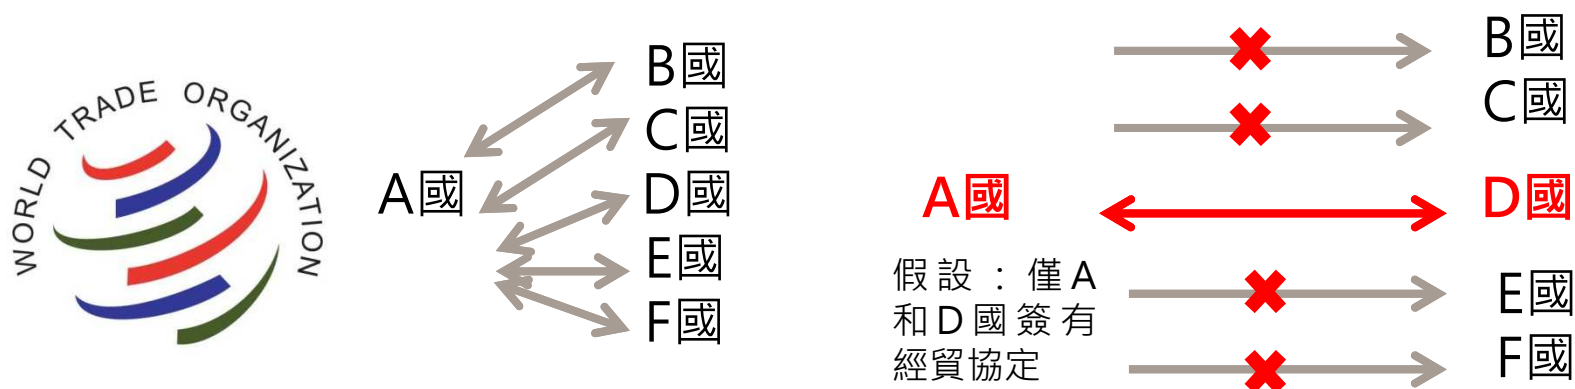 WORLD TRADE ORGANIZATION
A國
B國
C國
D國
E國
F國
A國
假設：僅A
和D國簽有
經貿協定
B國
C國
D國
E國
F國